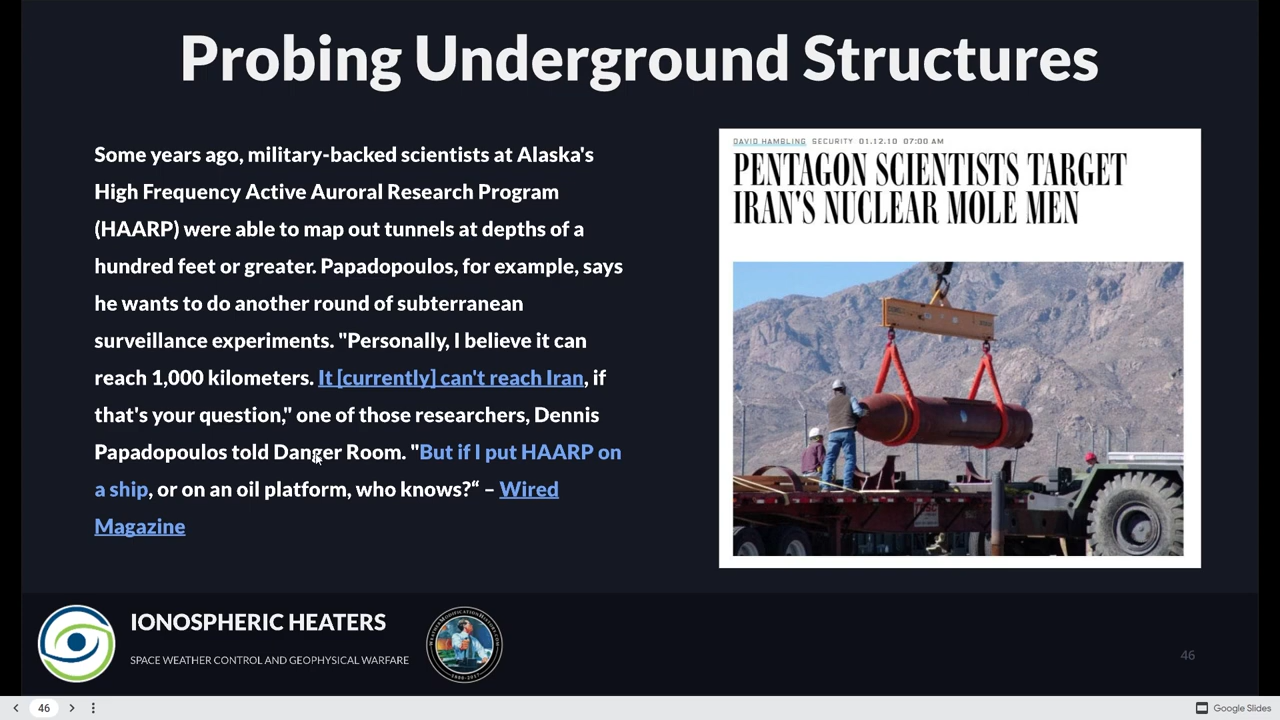 Probing Underground Structures
Some years ago, military-backed scientists at Alaska's
High Frequency Active Auroral Research Program
(HAARP) were able to map out tunnels at depths of a
hundred feet or greater. Papadopoulos, for example, says
he wants to do another round of subterranean
surveillance experiments. "Personally, I believe it can
reach 1,000 kilometers. It [currently] can't reach Iran, if
that's your question," one of those researchers, Dennis
Papadopoulos told Danger Room. "But if I put HAARP on
a ship, or on an oil platform, who knows?“ – Wired
Magazine
DAVID HAMBLING SECURITY 01.12.10 07:00 AM
PENTAGON SCIENTISTS TARGET
IRAN'S NUCLEAR MOLE MEN
IONOSPHERIC HEATERS
SPACE WEATHER CONTROL AND GEOPHYSICAL WARFARE
WEATHERMODIFICATIONHISTORY.COM
46
46
Google Slides